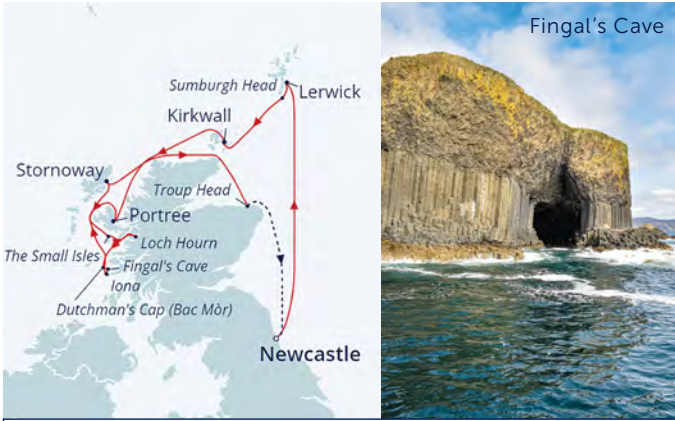 Sumburgh Head
Lerwick
Kirkwall
Stornoway
Troup Head
Portree
Loch Hourn
The Small Isles
Fingal's Cave
Iona
Dutchman's Cap (Bac Mòr)
Newcastle
Fingal’s Cave